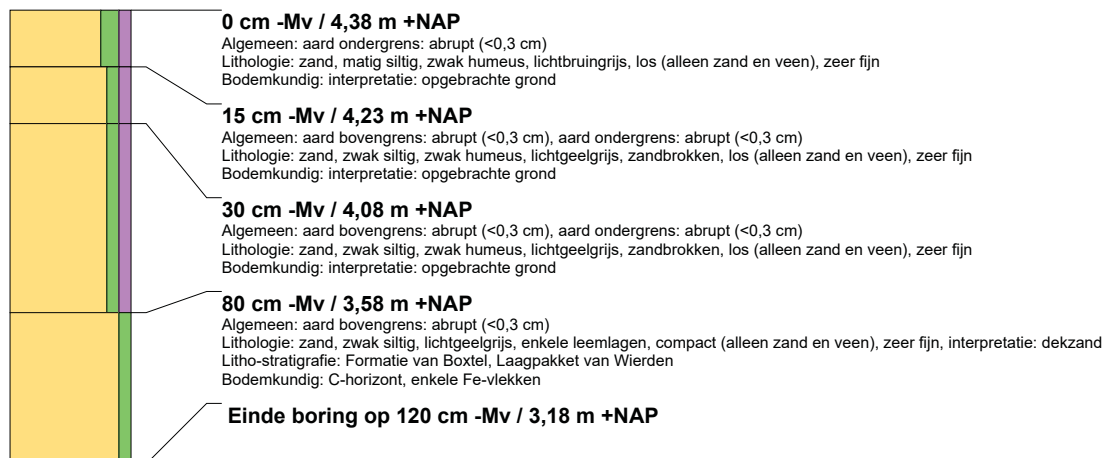 0 cm -Mv / 4,38 m +NAP
Algemeen: aard ondergrens: abrupt (<0,3 cm)
Lithologie: zand, matig siltig, zwak humeus, lichtbruingrijs, los (alleen zand en veen), zeer fijn
Bodemkundig: interpretatie: opgebrachte grond
15 cm -Mv / 4,23 m +NAP
Algemeen: aard bovengrens: abrupt (<0,3 cm), aard ondergrens: abrupt (<0,3 cm)
Lithologie: zand, zwak siltig, zwak humeus, lichtgeelgrijs, zandbrokken, los (alleen zand en veen), zeer fijn
Bodemkundig: interpretatie: opgebrachte grond
30 cm -Mv / 4,08 m +NAP
Algemeen: aard bovengrens: abrupt (<0,3 cm), aard ondergrens: abrupt (<0,3 cm)
Lithologie: zand, zwak siltig, zwak humeus, lichtgeelgrijs, zandbrokken, los (alleen zand en veen), zeer fijn
Bodemkundig: interpretatie: opgebrachte grond
80 cm -Mv / 3,58 m +NAP
Algemeen: aard bovengrens: abrupt (<0,3 cm)
Lithologie: zand, zwak siltig, lichtgeelgrijs, enkele leemlagen, compact (alleen zand en veen), zeer fijn, interpretatie: dekzand
Litho-stratigrafie: Formatie van Boxtel, Laagpakket van Wierden
Bodemkundig: C-horizont, enkele Fe-vlekken
Einde boring op 120 cm -Mv / 3,18 m +NAP